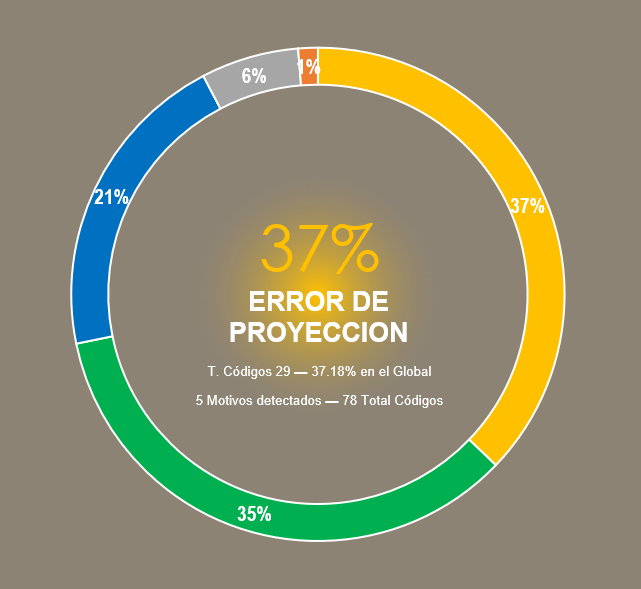 1%
6%
21%
37%
37%
ERROR DE
PROYECCION
T. Códigos 29 — 37.18% en el Global
5 Motivos detectados — 78 Total Códigos
35%